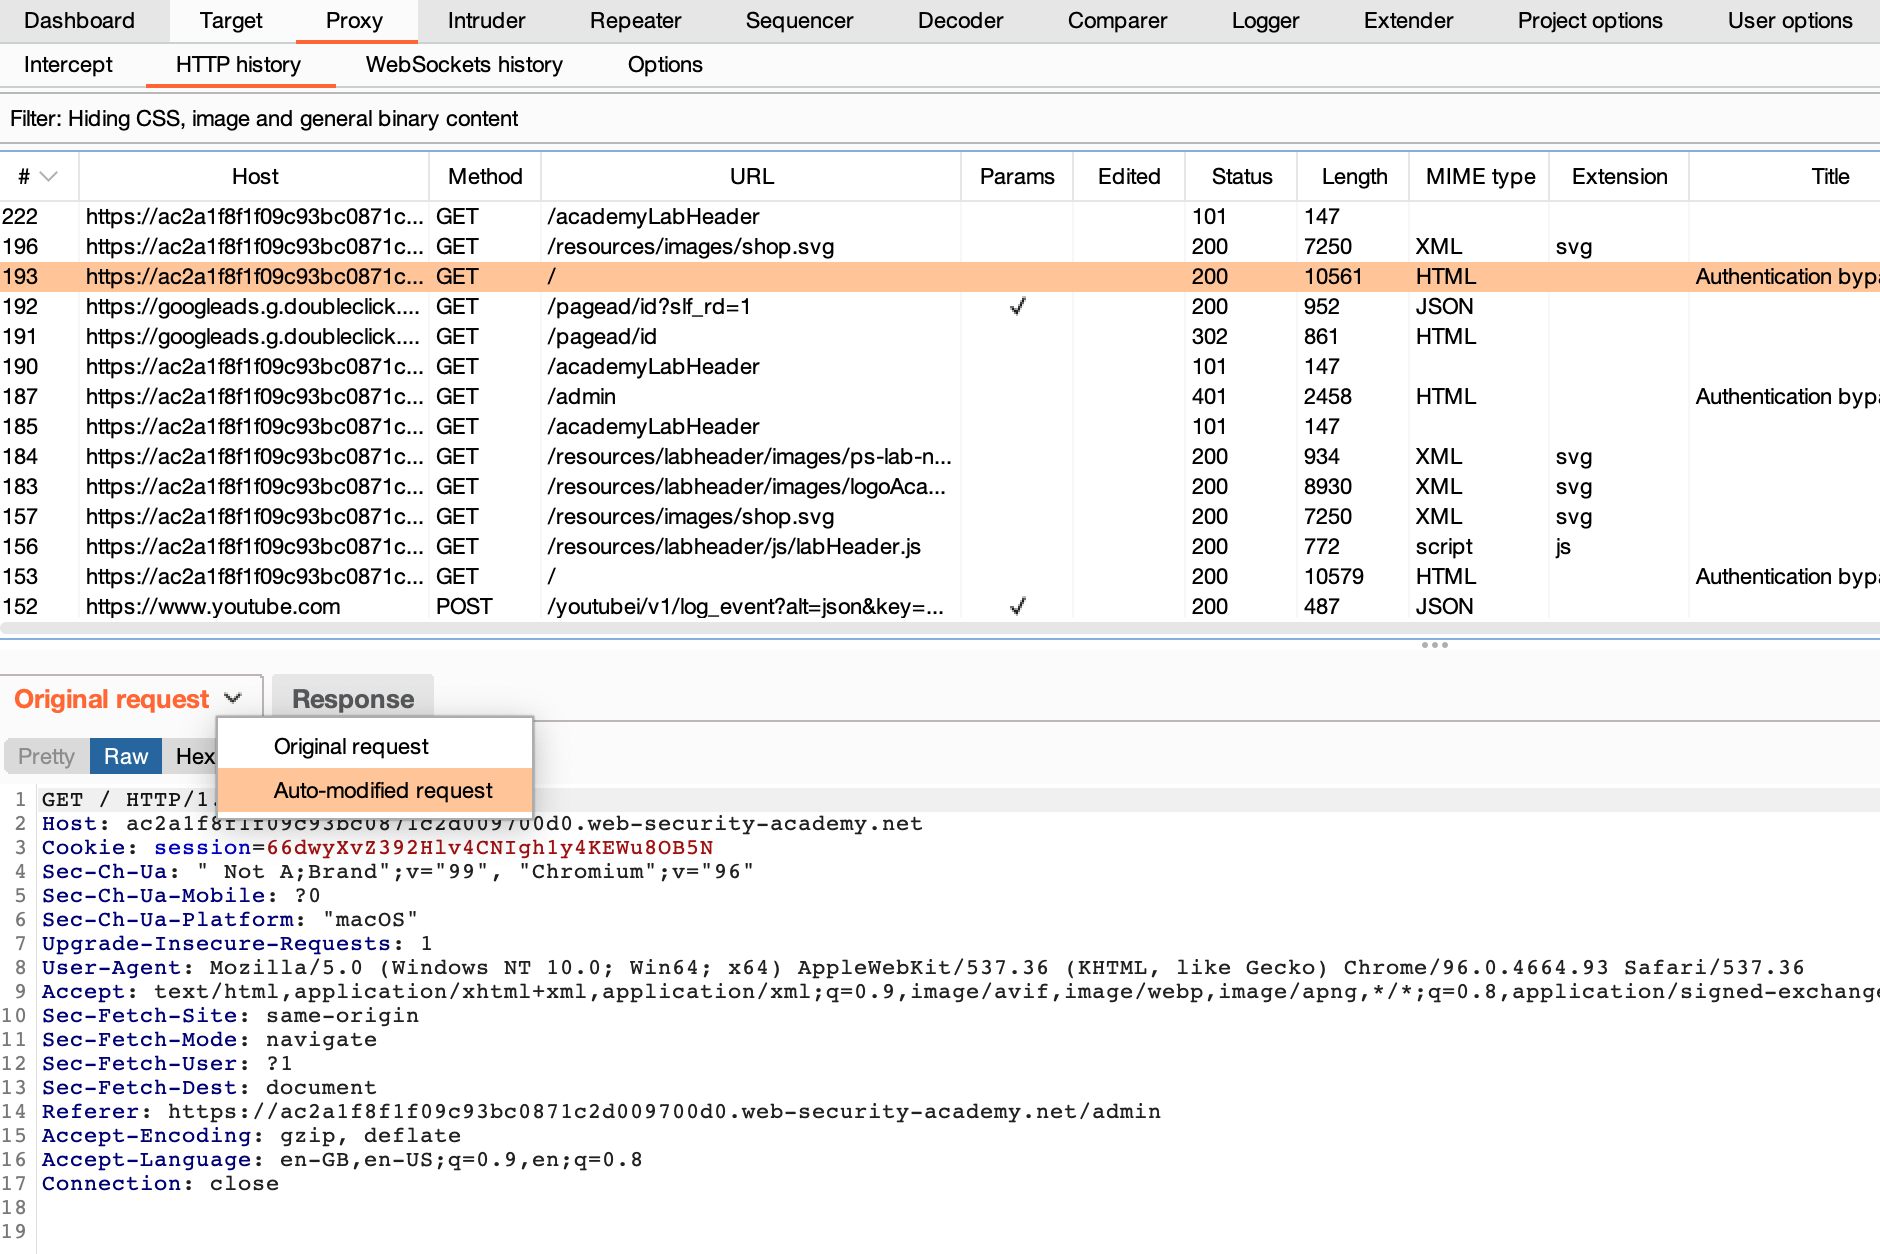 Dashboard Target Proxy Intruder Repeater Sequencer Decoder Comparer Logger Extender Project options User options
Intercept HTTP history WebSockets history Options
Filter: Hiding CSS, image and general binary content
# Host Method URL Params Edited Status Length MIME type Extension Title
222 https://ac2a1f8f1f09c93bc0871c... GET /academyLabHeader 101 147
196 https://ac2a1f8f1f09c93bc0871c... GET /resources/images/shop.svg 200 7250 XML svg
193 https://ac2a1f8f1f09c93bc0871c... GET / 200 10561 HTML Authentication bypa
192 https://googleads.g.doubleclick.... GET /pagead/id?slf_rd=1 ✓ 200 952 JSON
191 https://googleads.g.doubleclick.... GET /pagead/id 302 861 HTML
190 https://ac2a1f8f1f09c93bc0871c... GET /academyLabHeader 101 147
187 https://ac2a1f8f1f09c93bc0871c... GET /admin 401 2458 HTML Authentication bypa
185 https://ac2a1f8f1f09c93bc0871c... GET /academyLabHeader 101 147
184 https://ac2a1f8f1f09c93bc0871c... GET /resources/labheader/images/ps-lab-n... 200 934 XML svg
183 https://ac2a1f8f1f09c93bc0871c... GET /resources/labheader/images/logoAca... 200 8930 XML svg
157 https://ac2a1f8f1f09c93bc0871c... GET /resources/images/shop.svg 200 7250 XML svg
156 https://ac2a1f8f1f09c93bc0871c... GET /resources/labheader/js/labHeader.js 200 772 script js
153 https://ac2a1f8f1f09c93bc0871c... GET / 200 10579 HTML Authentication bypa
152 https://www.youtube.com POST /youtubei/v1/log_event?alt=json&key=... ✓ 200 487 JSON
Original request Response
Original request
Pretty Raw Hex
Auto-modified request
1 GET / HTTP/1.
2 Host: ac2a1f8f1f09c93bc0871c2d009700d0.web-security-academy.net
3 Cookie: session=66dwyXvZ392Hlv4CNIgh1y4KEWu8OB5N
4 Sec-Ch-Ua: " Not A;Brand";v="99", "Chromium";v="96"
5 Sec-Ch-Ua-Mobile: ?0
6 Sec-Ch-Ua-Platform: "macOS"
7 Upgrade-Insecure-Requests: 1
8 User-Agent: Mozilla/5.0 (Windows NT 10.0; Win64; x64) AppleWebKit/537.36 (KHTML, like Gecko) Chrome/96.0.4664.93 Safari/537.36
9 Accept: text/html,application/xhtml+xml,application/xml;q=0.9,image/avif,image/webp,image/apng,*/*;q=0.8,application/signed-exchange
10 Sec-Fetch-Site: same-origin
11 Sec-Fetch-Mode: navigate
12 Sec-Fetch-User: ?1
13 Sec-Fetch-Dest: document
14 Referer: https://ac2a1f8f1f09c93bc0871c2d009700d0.web-security-academy.net/admin
15 Accept-Encoding: gzip, deflate
16 Accept-Language: en-GB,en-US;q=0.9,en;q=0.8
17 Connection: close
18
19